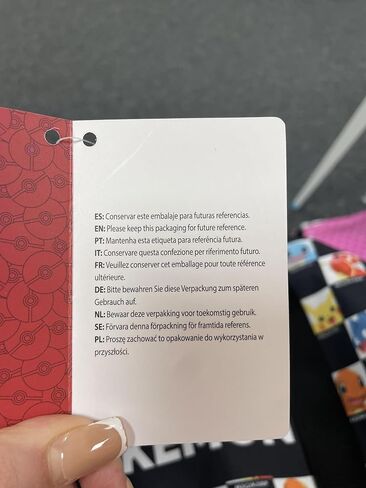 ES: Conservar este embalaje para futuras referencias.
EN: Please keep this packaging for future reference.
PT: Mantenha esta etiqueta para referência futura.
IT: Conservare questa confezione per riferimento futuro.
FR: Veuillez conserver cet emballage pour toute référence
ultérieure.
DE: Bitte bewahren Sie diese Verpackung zum späteren
Gebrauch auf.
NL: Bewaar deze verpakking voor toekomstig gebruik.
SE: Förvara denna förpackning för framtida referens.
PL: Proszę zachować to opakowanie do wykorzystania w
przyszłości.